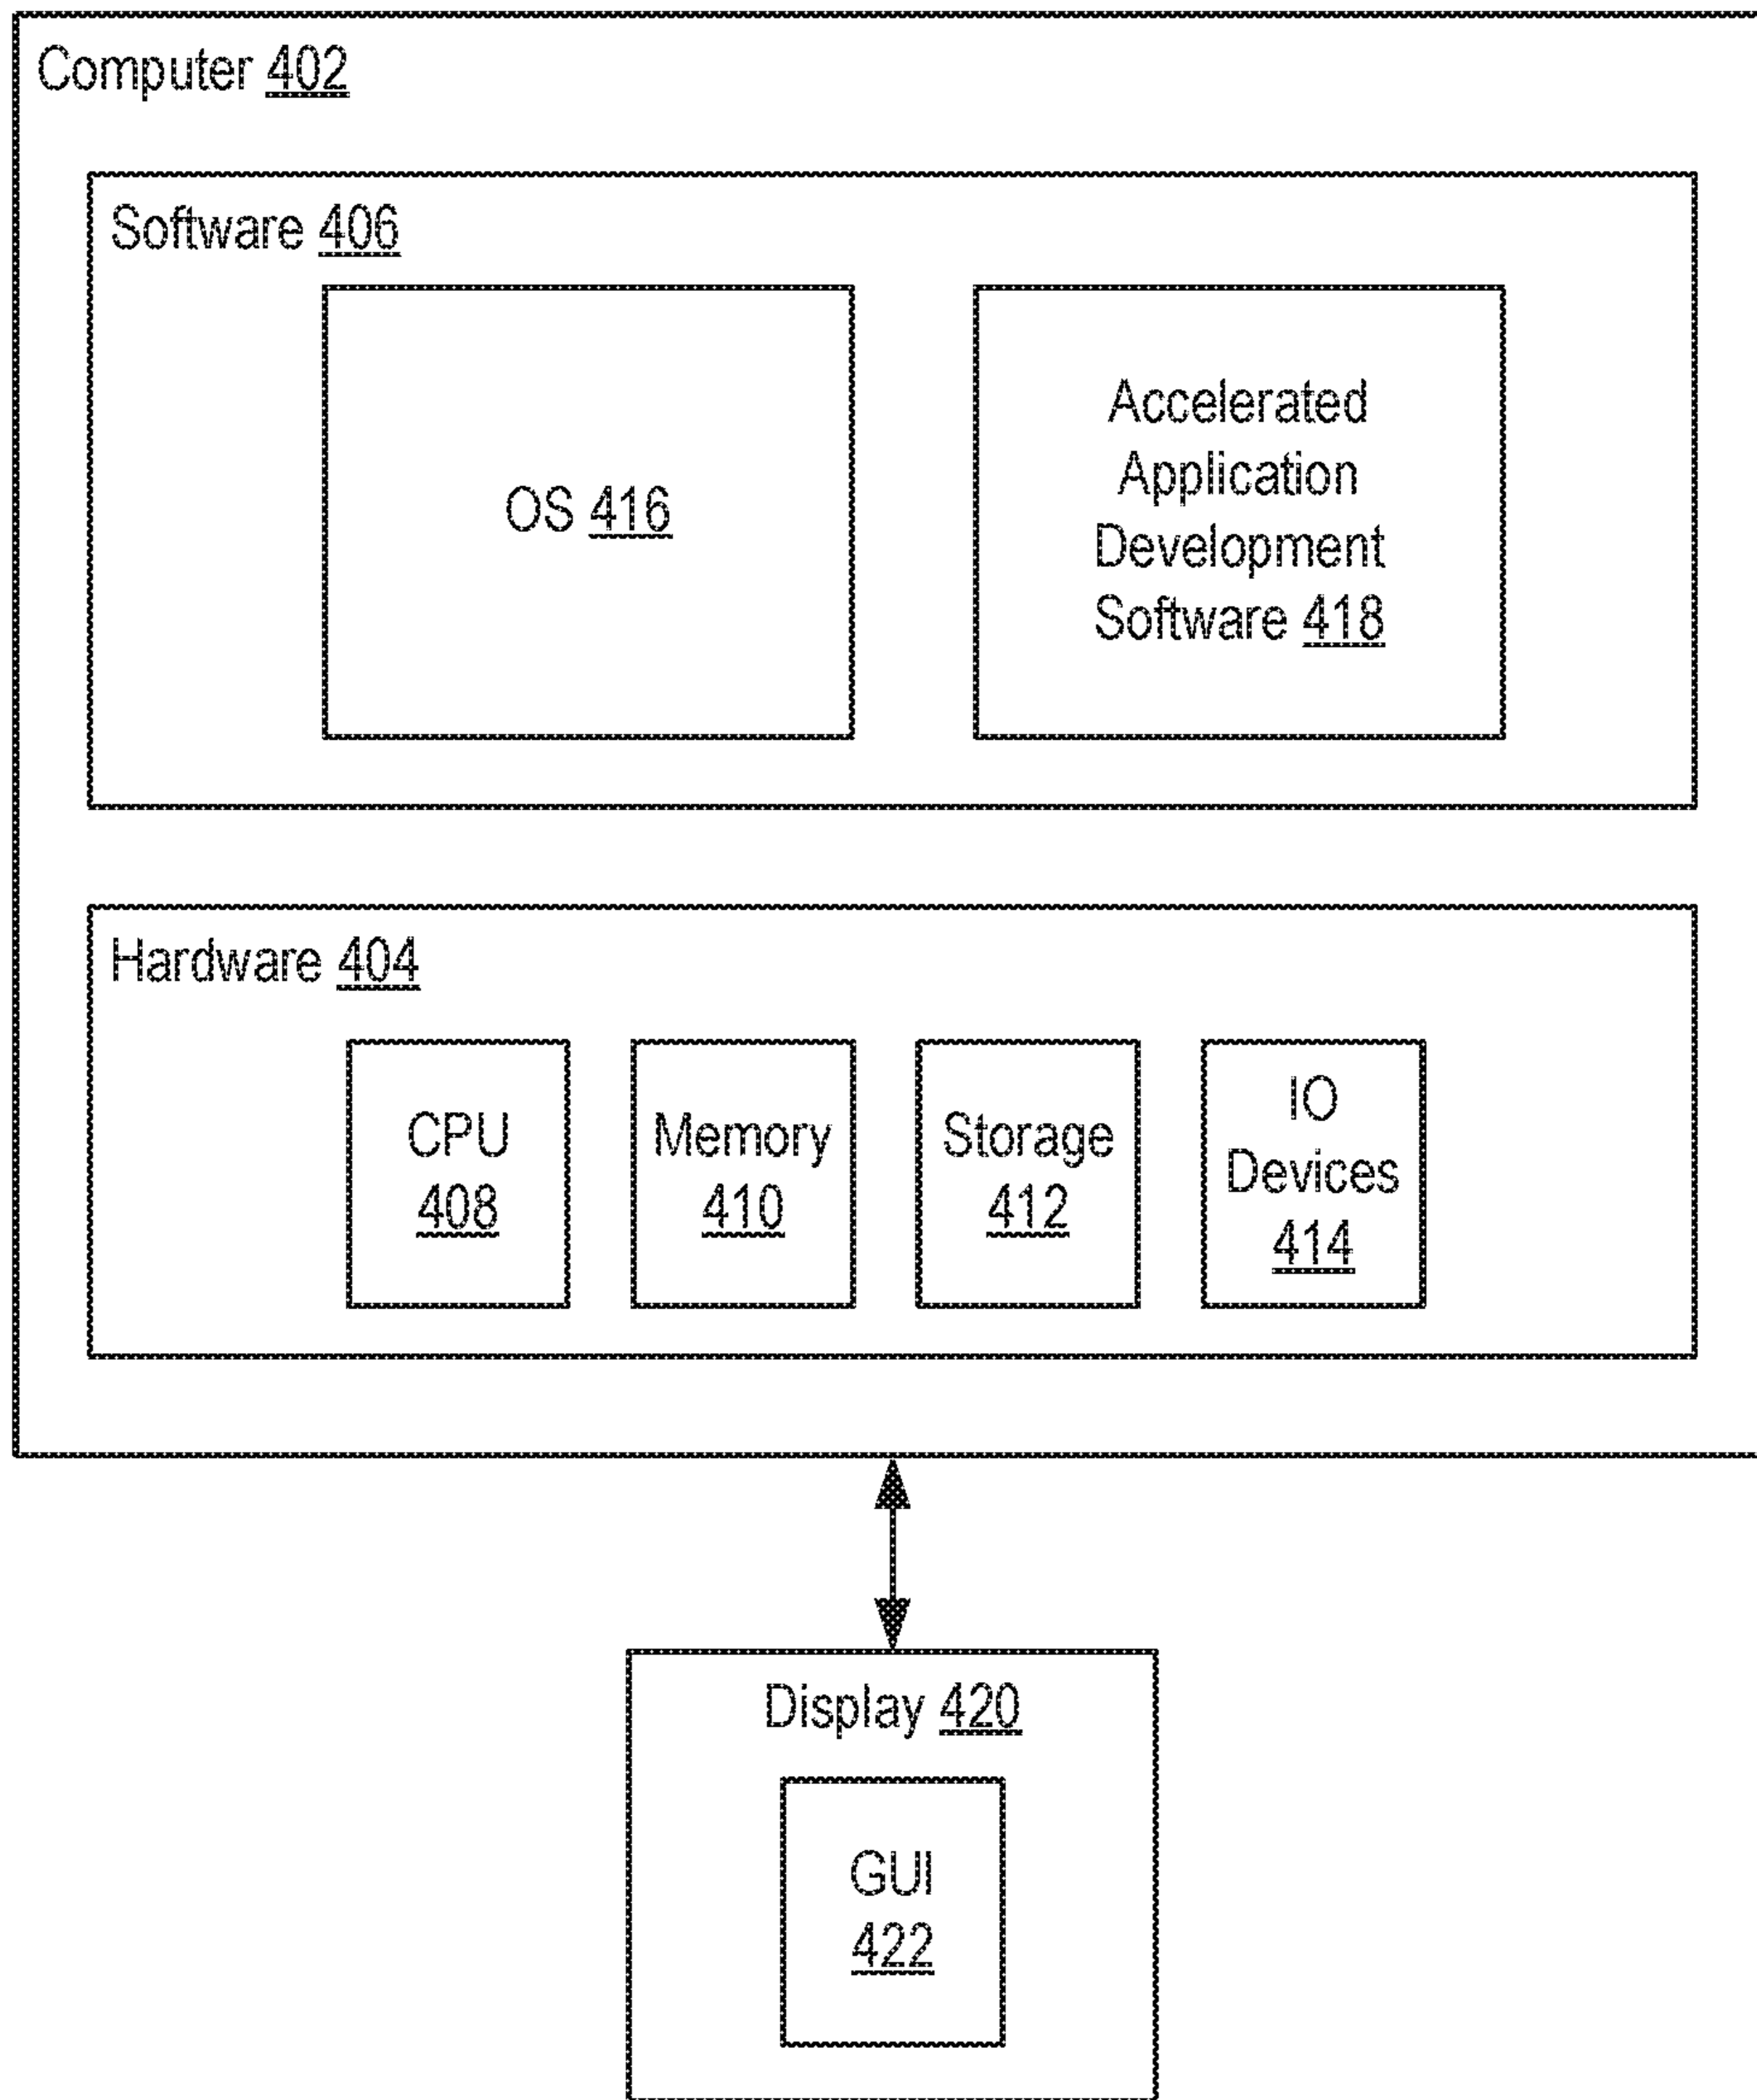 Computer 402
Software 406
OS 416
Accelerated
Application
Development
Software 418
Hardware 404
CPU
408
Memory
410
Storage
412
IO
Devices
414
Display 420
GUI
422